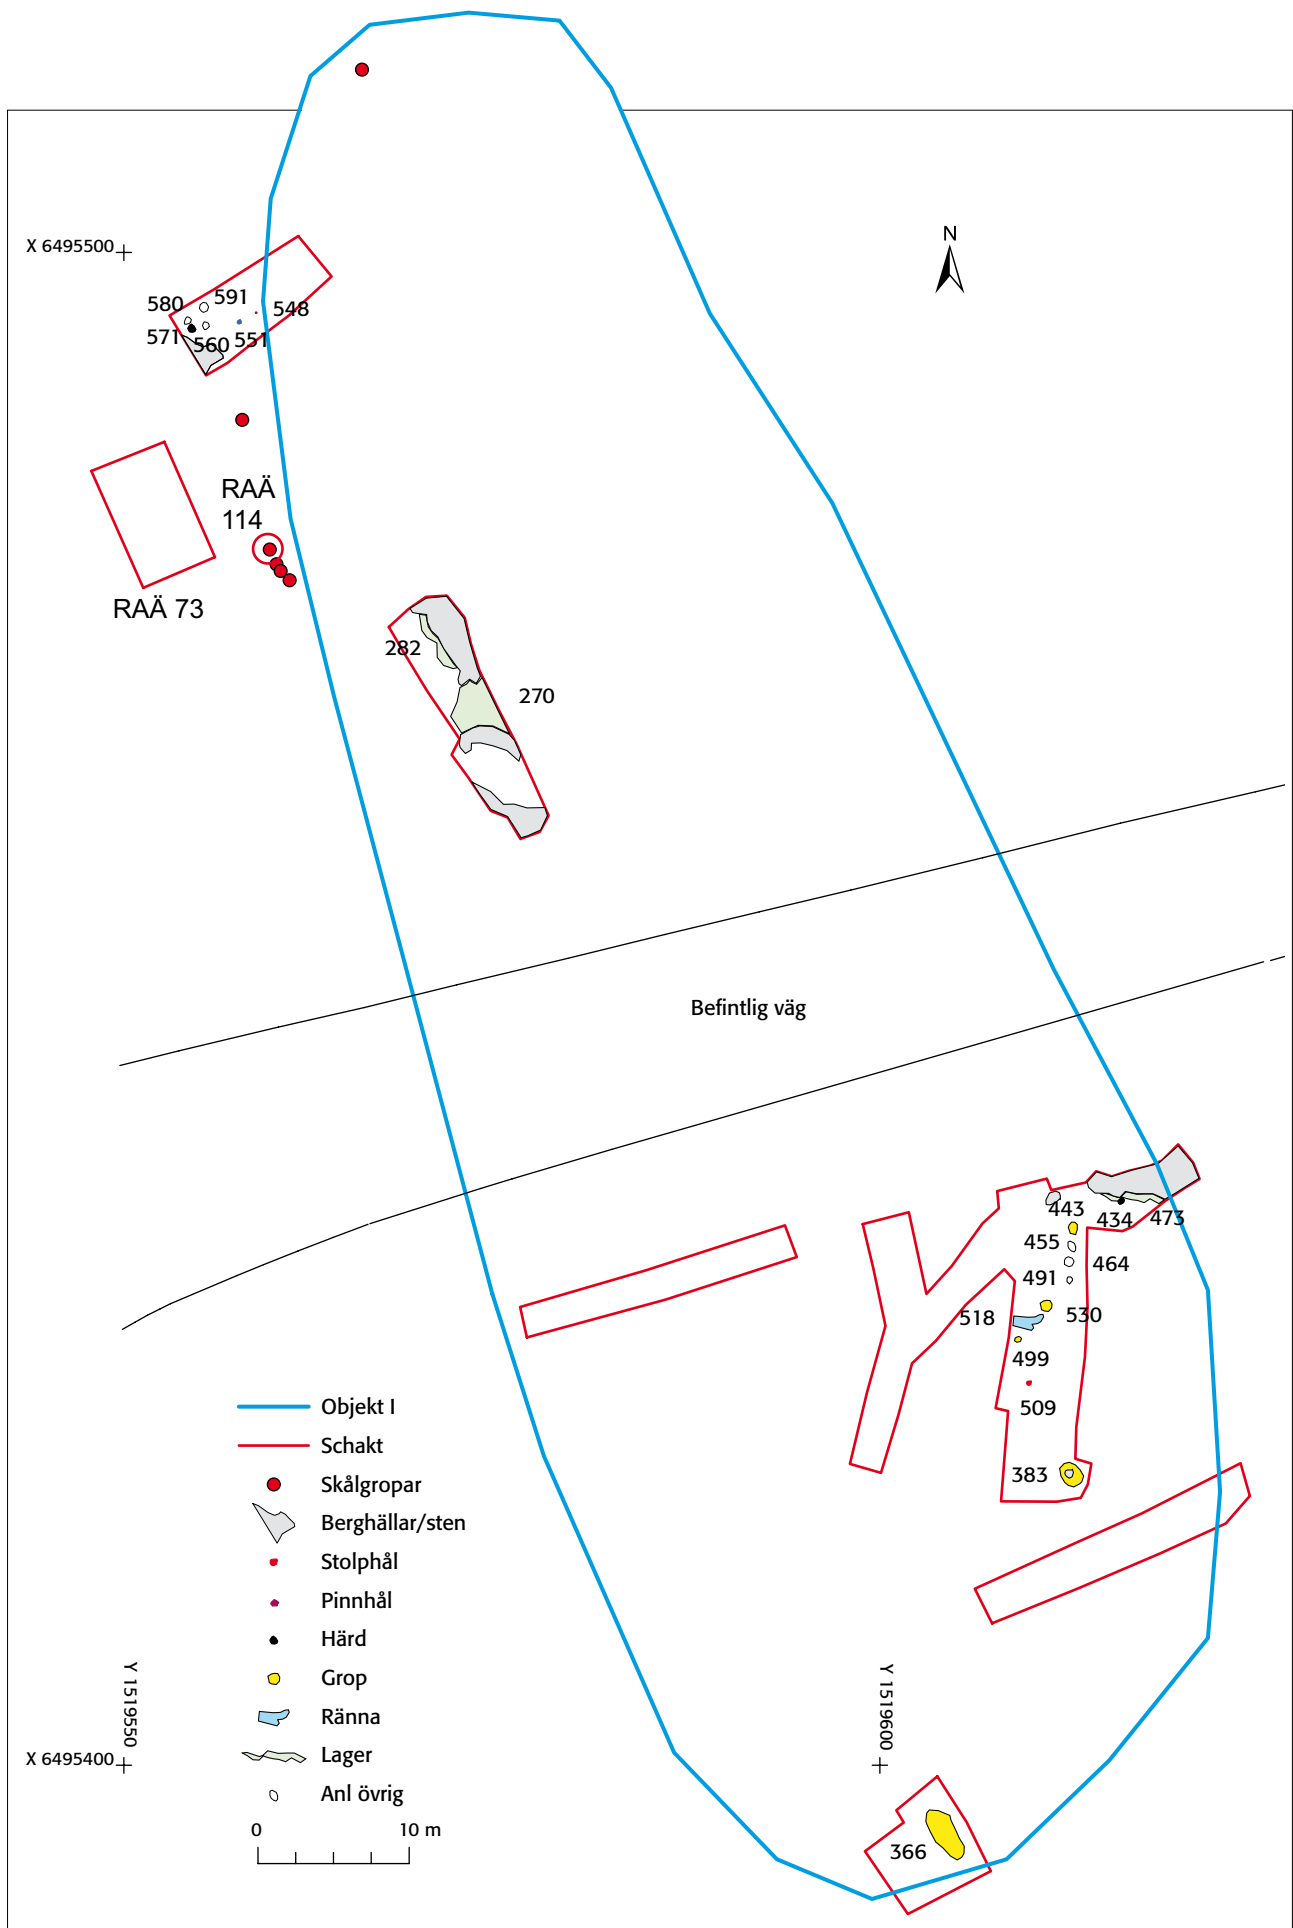 N
X 6495500
580
591
548
571
560
551
RAÄ
114
RAÄ 73
282
270
Befintlig väg
443
434
473
455
464
491
518
530
499
509
383
Objekt I
Schakt
Skålgropar
Berghällar/sten
Stolphål
Pinnhål
Härd
Grop
Ränna
Lager
Anl övrig
Y 1519550
Y 1519600
X 6495400
0 10 m
366